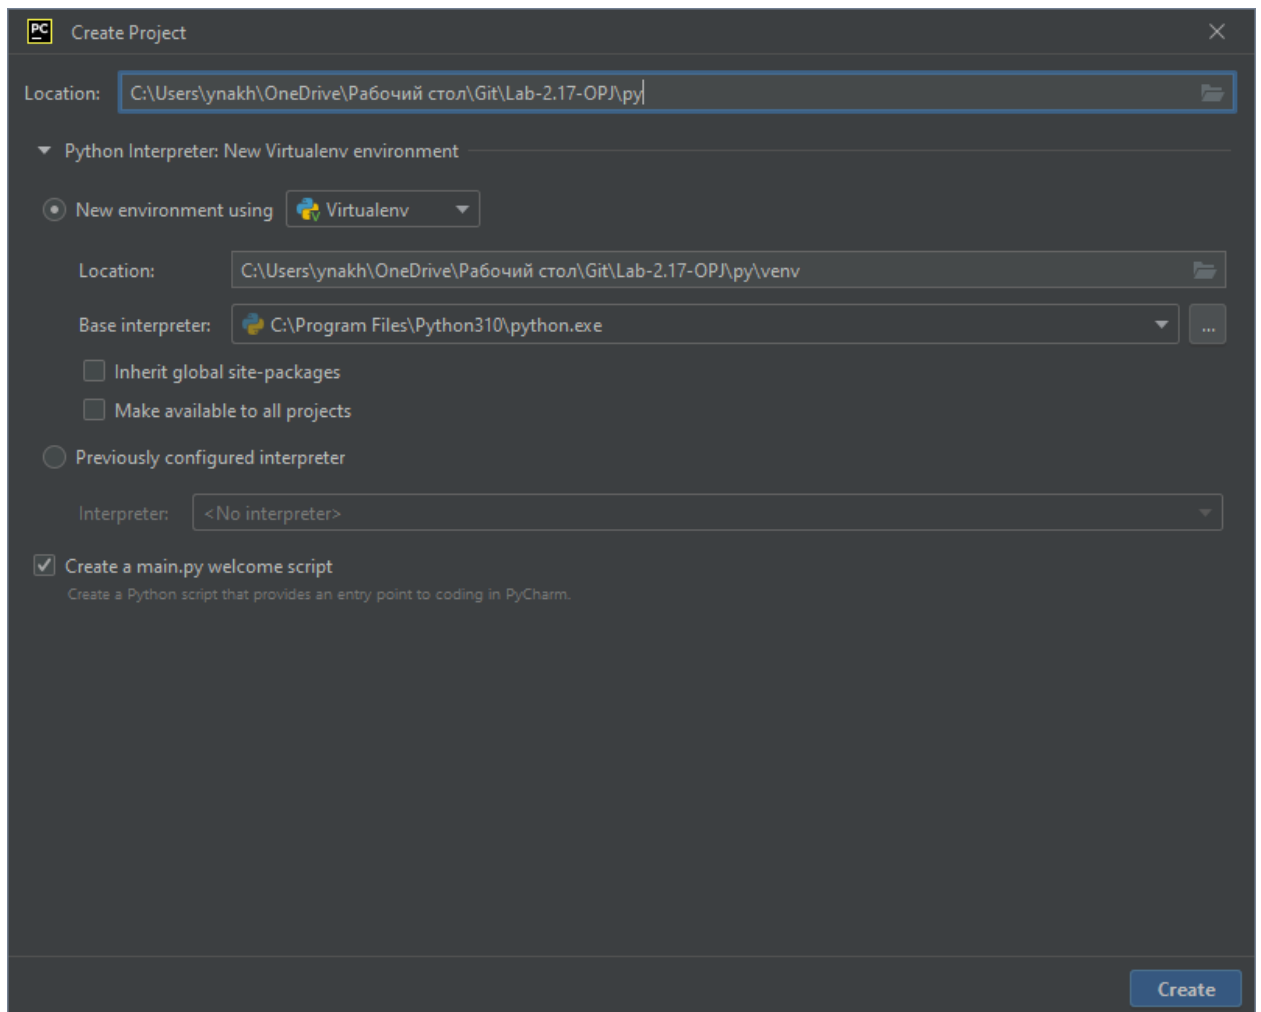 PC Create Project
Location: C:\Users\ynakh\OneDrive\Рабочий стол\Git\Lab-2.17-OPJ\py
Python Interpreter: New Virtualenv environment
New environment using Virtualenv
Location: C:\Users\ynakh\OneDrive\Рабочий стол\Git\Lab-2.17-OPJ\py\venv
Base interpreter: C:\Program Files\Python310\python.exe ...
Inherit global site-packages
Make available to all projects
Previously configured interpreter
Interpreter: <No interpreter>
Create a main.py welcome script
Create a Python script that provides an entry point to coding in PyCharm.
Create